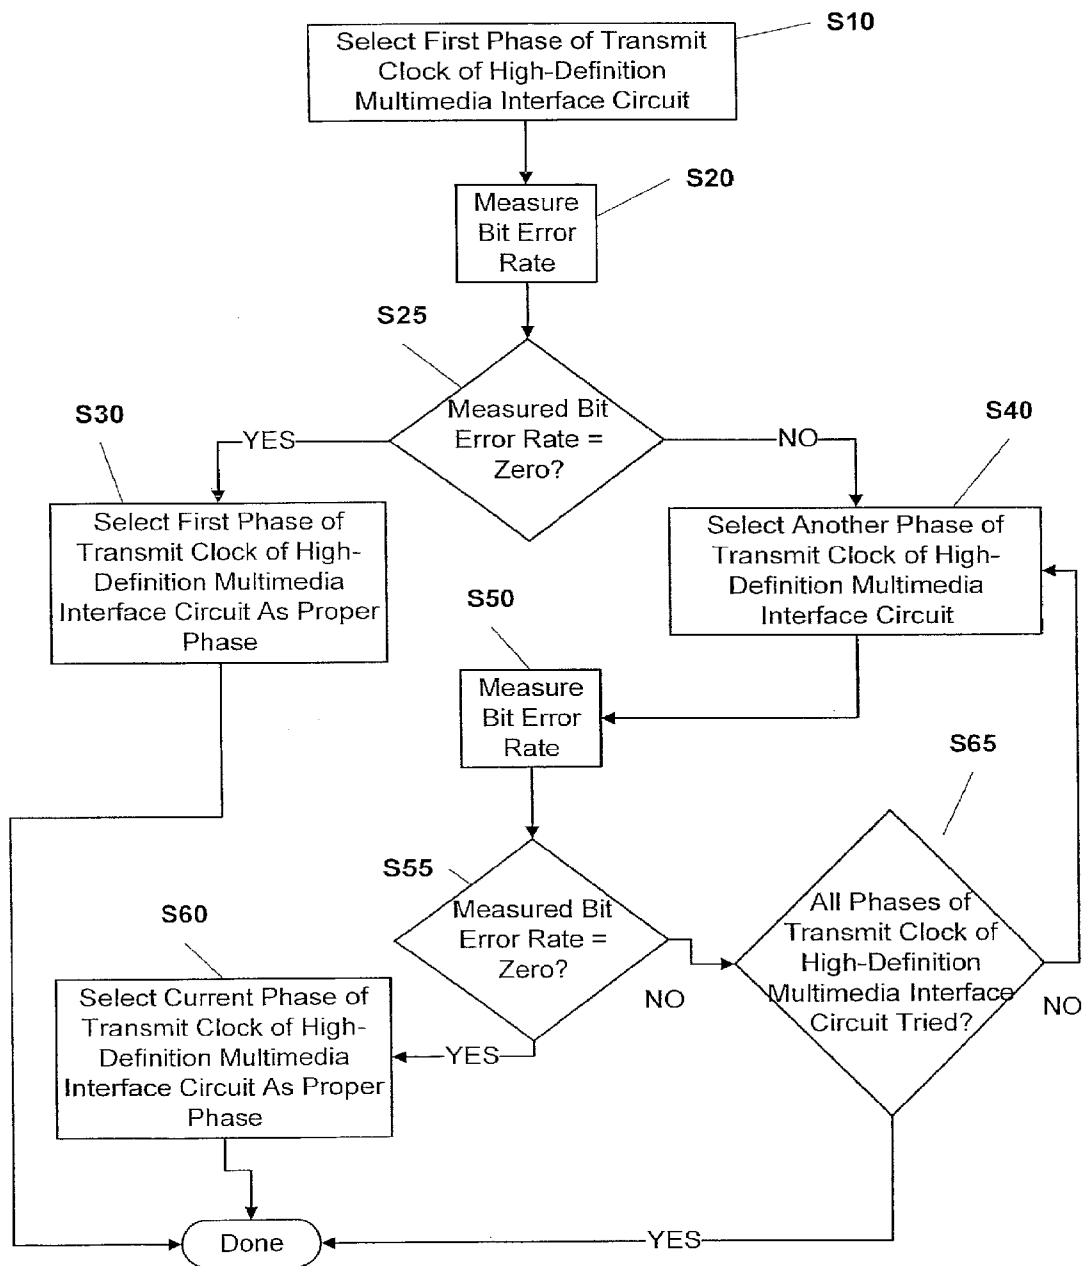 S10
Select First Phase of Transmit
Clock of High-Definition
Multimedia Interface Circuit
S20
Measure
Bit Error
Rate
S25
Measured Bit
Error Rate =
Zero?
YES
NO
S30
Select First Phase of
Transmit Clock of High-
Definition Multimedia
Interface Circuit As Proper
Phase
S40
Select Another Phase of
Transmit Clock of High-
Definition Multimedia
Interface Circuit
S50
Measure
Bit Error
Rate
S55
Measured Bit
Error Rate =
Zero?
NO
YES
S65
All Phases of
Transmit Clock of
High-Definition
Multimedia Interface
Circuit Tried?
NO
S60
Select Current Phase of
Transmit Clock of High-
Definition Multimedia
Interface Circuit As Proper
Phase
YES
Done